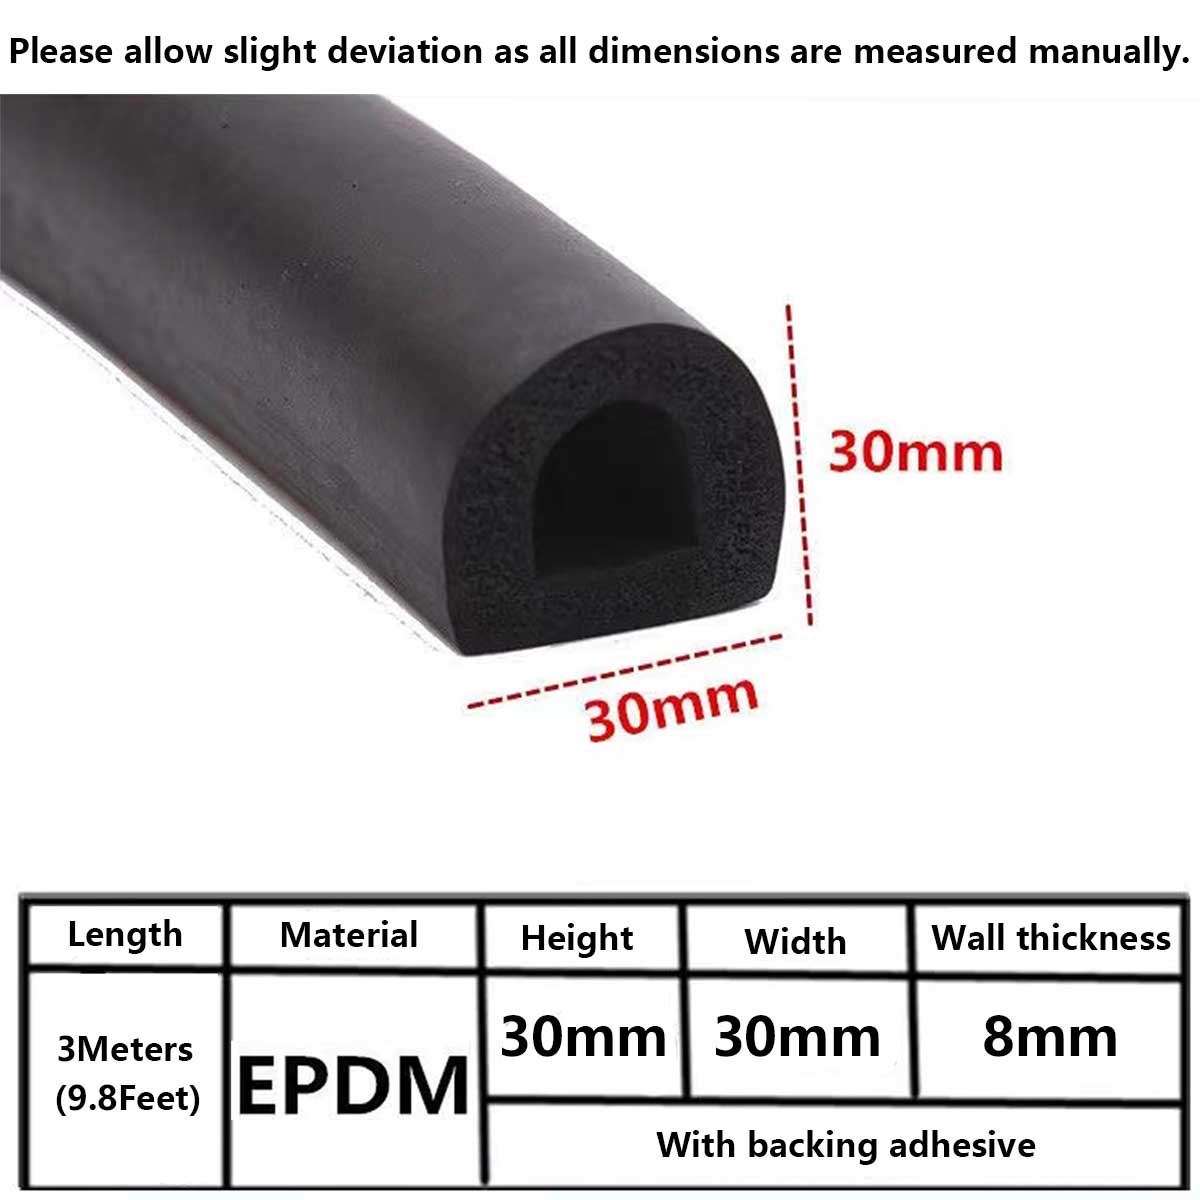 Please allow slight deviation as all dimensions are measured manually.
30mm
30mm
Length
Material
Height
Width
Wall thickness
3Meters
(9.8Feet)
EPDM
30mm
30mm
8mm
With backing adhesive